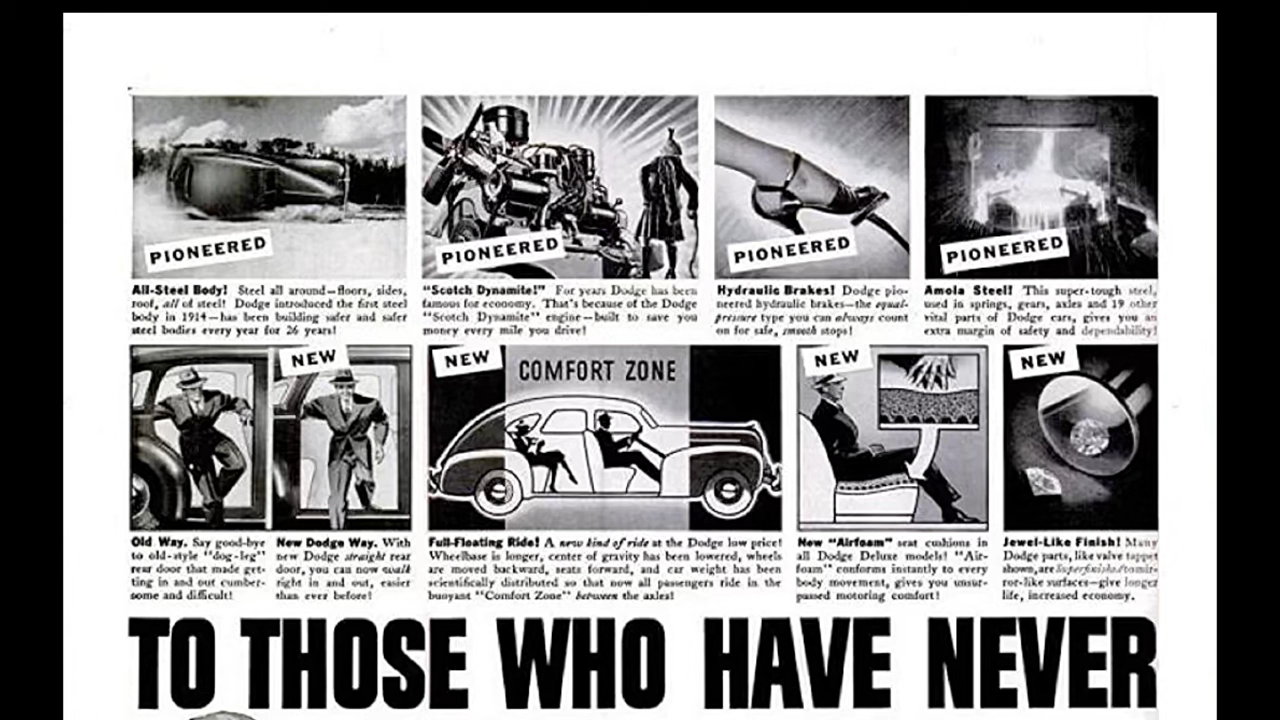 PIONEERED
All-Steel Body! Steel all around—floors, sides,
roof, all of steel! Dodge introduced the first steel
body in 1914—has been building safer and safer
steel bodies every year for 26 years!
PIONEERED
"Scotch Dynamite!" For years Dodge has been
famous for economy. That's because of the Dodge
"Scotch Dynamite" engine—built to save you
money every mile you drive!
PIONEERED
Hydraulic Brakes! Dodge pio-
neered hydraulic brakes—the equal-
pressure type you can always count
on for safe, smooth stops!
PIONEERED
Amola Steel! This super-tough steel,
used in springs, gears, axles and 19 other
vital parts of Dodge cars, gives you an
extra margin of safety and dependability!
Old Way. Say good-bye
to old-style "dog-leg"
rear door that made get-
ting in and out cumber-
some and difficult!
NEW
New Dodge Way. With
new Dodge straight rear
door, you can now walk
right in and out, easier
than ever before!
NEW
COMFORT ZONE
Full-Floating Ride! A new kind of ride at the Dodge low price!
Wheelbase is longer, center of gravity has been lowered, wheels
are moved backward, seats forward, and car weight has been
scientifically distributed so that now all passengers ride in the
buoyant "Comfort Zone" between the axles!
NEW
New "Airfoam" seat cushions in
all Dodge Deluxe models! "Air-
foam" conforms instantly to every
body movement, gives you unsur-
passed motoring comfort!
NEW
Jewel-Like Finish! Many
Dodge parts, like valve tappet
shown, are Superfinished to mir-
ror-like surfaces—give longer
life, increased economy.
TO THOSE WHO HAVE NEVER